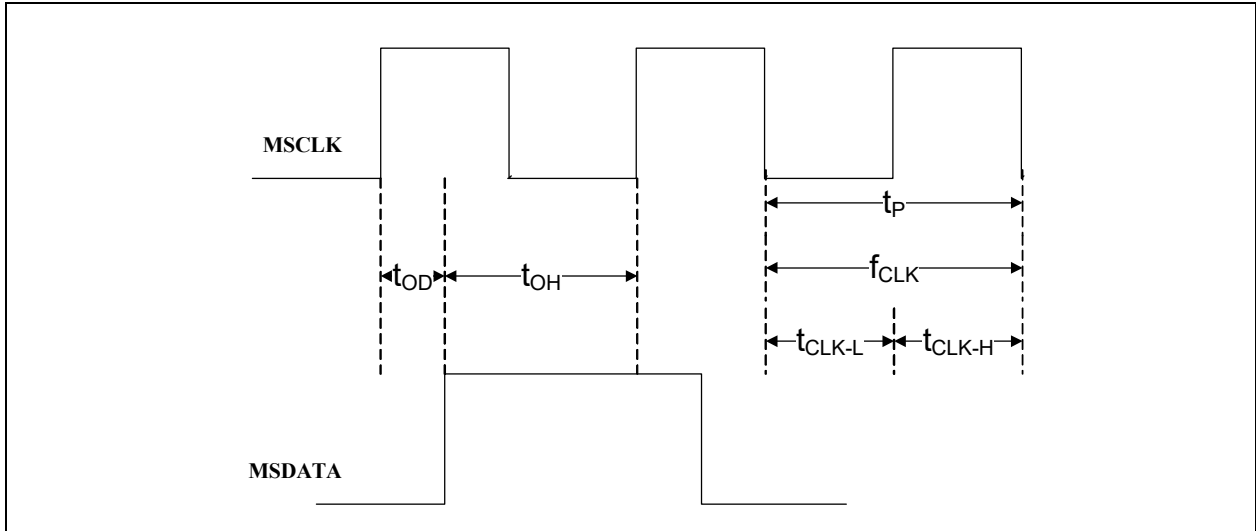 MSCLK
tP
tOD
tOH
fCLK
tCLK-L
tCLK-H
MSDATA